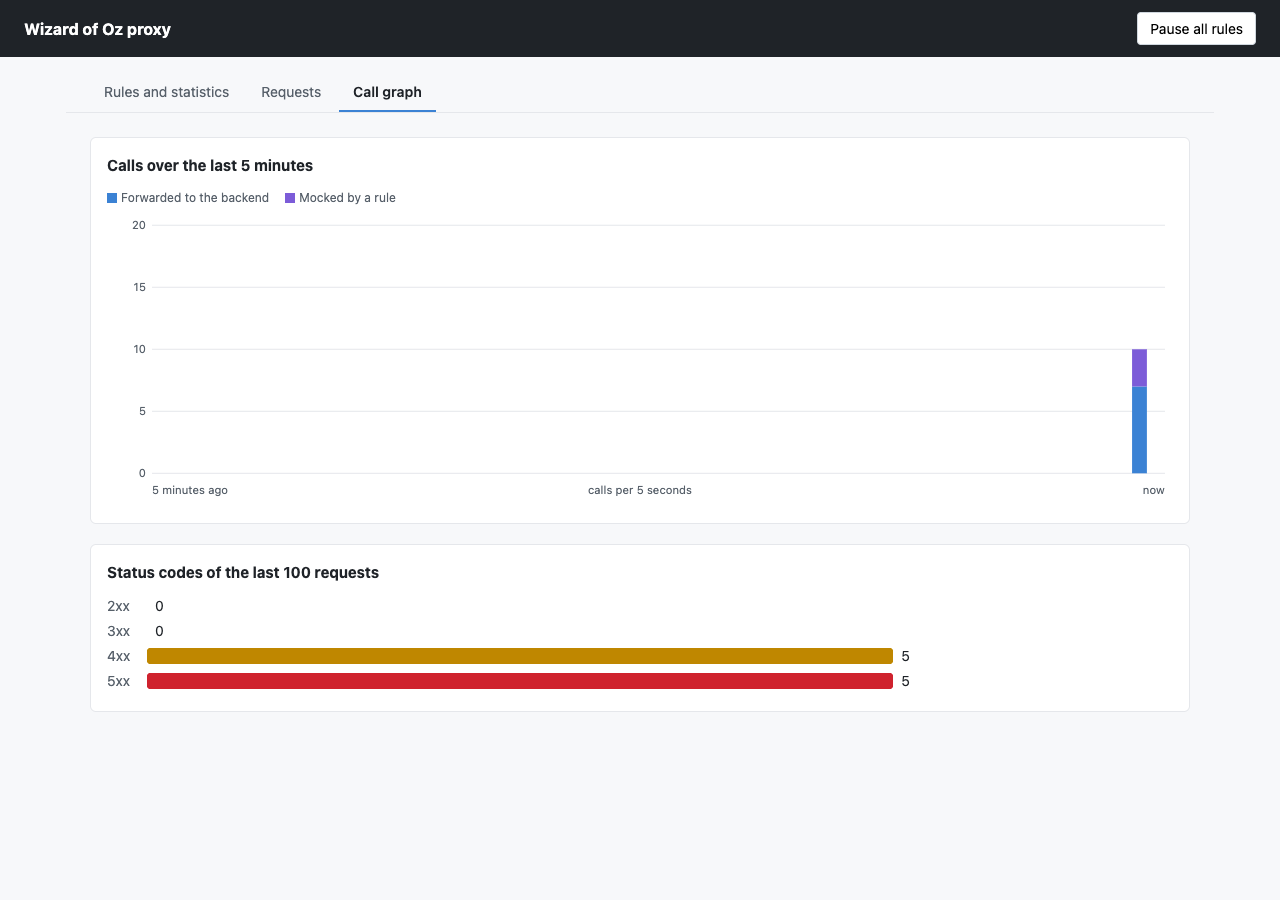 Wizard of Oz proxy
Pause all rules
Rules and statistics
Requests
Call graph
Calls over the last 5 minutes
Forwarded to the backend
Mocked by a rule
20
15
10
5
0
5 minutes ago
calls per 5 seconds
now
Status codes of the last 100 requests
2xx 0
3xx 0
4xx 5
5xx 5